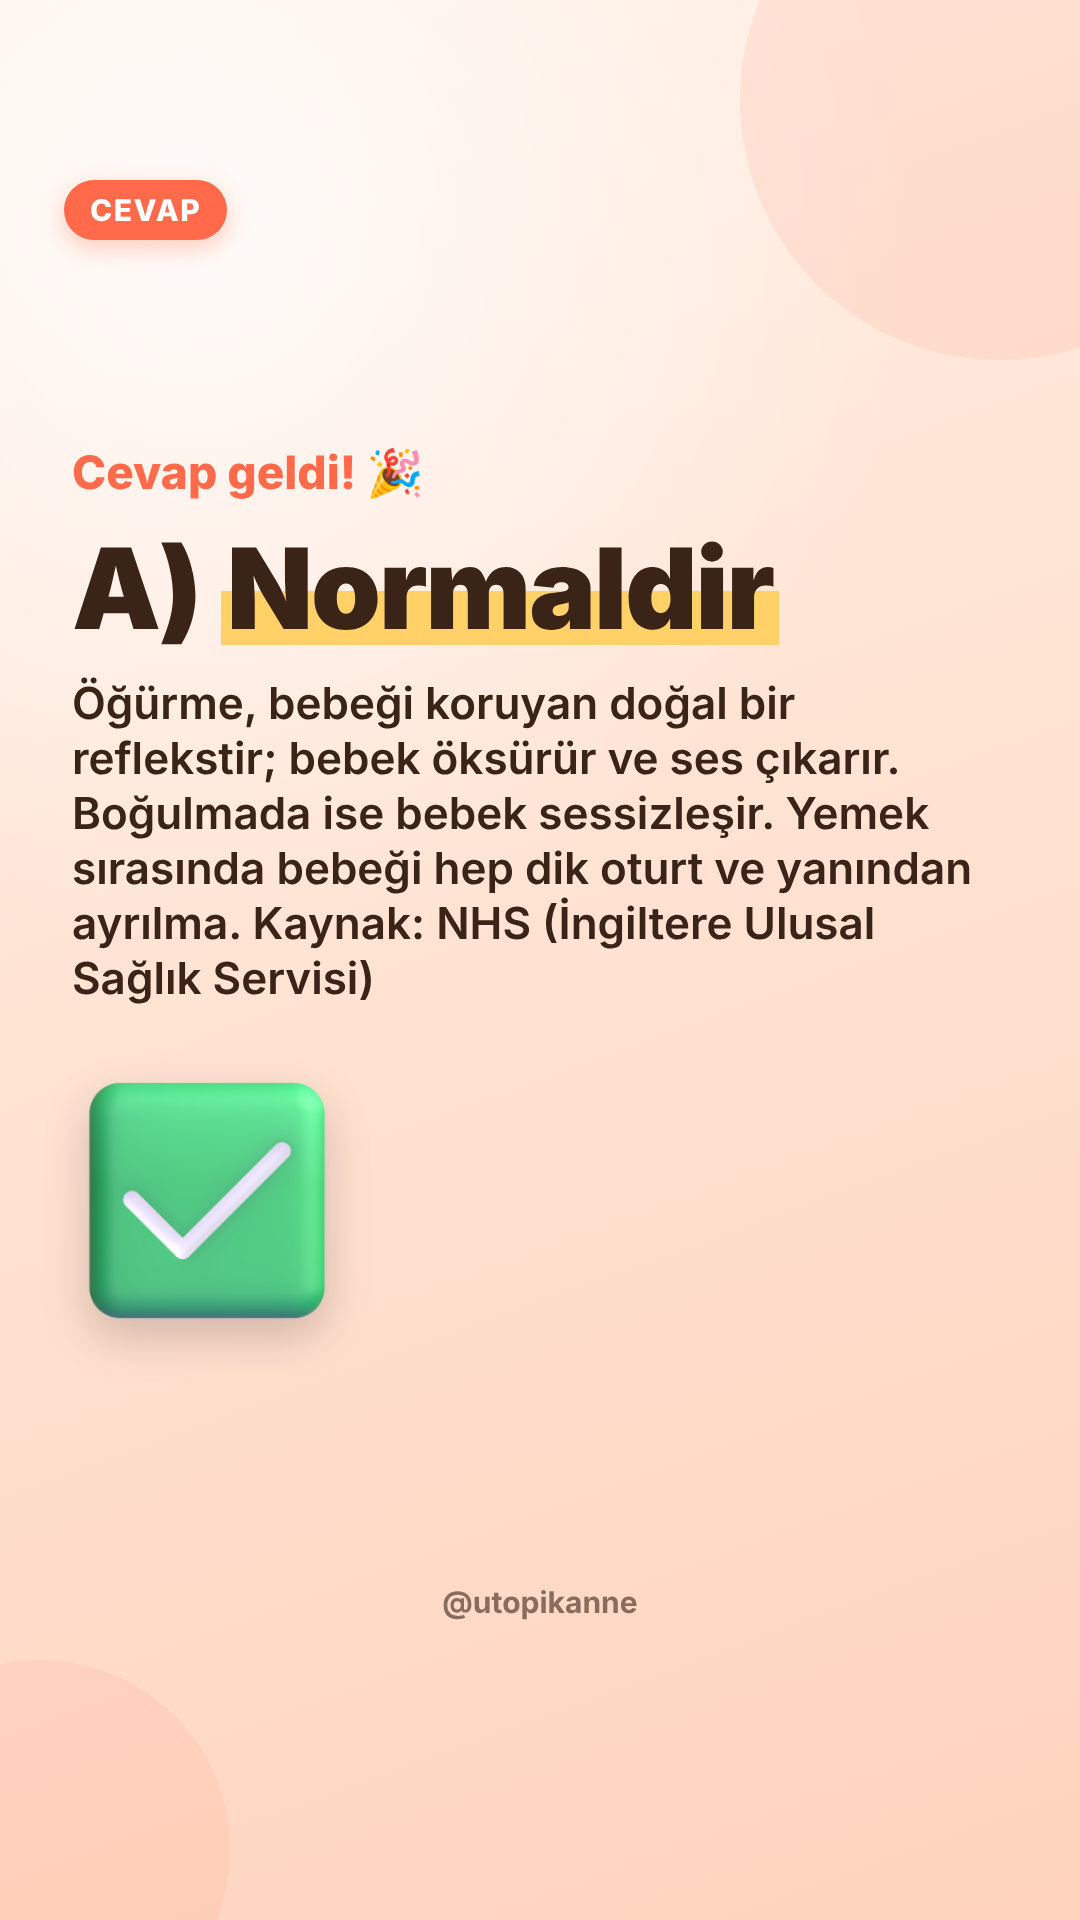 CEVAP
Cevap geldi! 🎉
A) Normaldir
Öğürme, bebeği koruyan doğal bir
reflekstir; bebek öksürür ve ses çıkarır.
Boğulmada ise bebek sessizleşir. Yemek
sırasında bebeği hep dik oturt ve yanından
ayrılma. Kaynak: NHS (İngiltere Ulusal
Sağlık Servisi)
@utopikanne